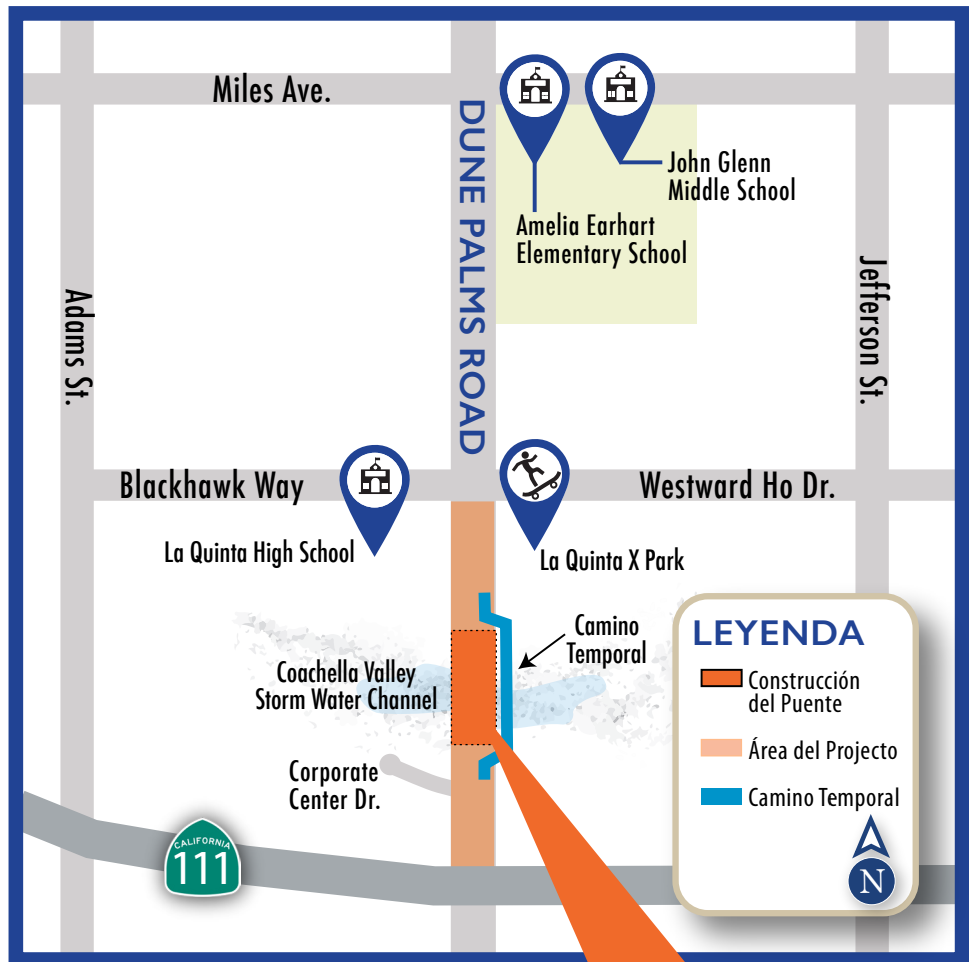 Miles Ave.
DUNE PALMS ROAD
John Glenn
Middle School
Amelia Earhart
Elementary School
Adams St.
Jefferson St.
Blackhawk Way
Westward Ho Dr.
La Quinta High School
La Quinta X Park
Camino
Temporal
Coachella Valley
Storm Water Channel
Corporate
Center Dr.
CALIFORNIA
111
LEYENDA
Construcción
del Puente
Área del Projecto
Camino Temporal
N